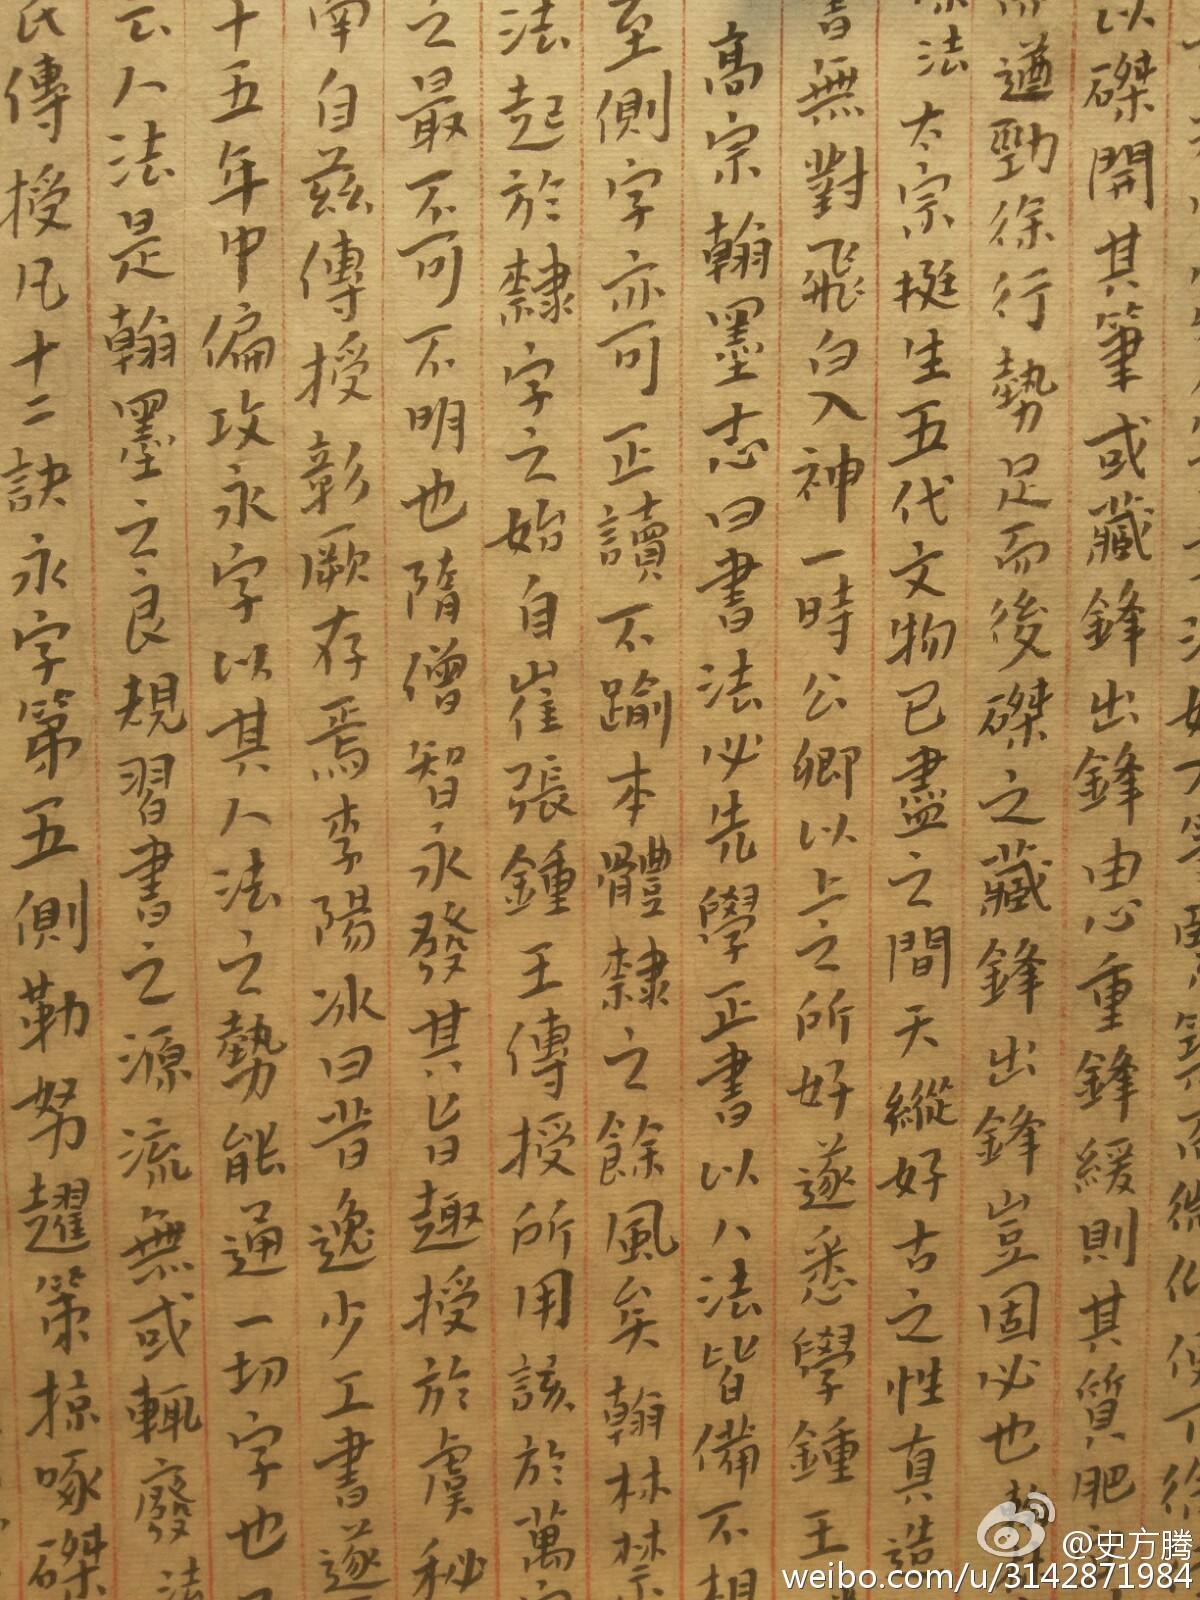 以磔開其筆或藏鋒出鋒由心重鋒緩則其質肥
遒勁徐行勢足而後磔之藏鋒出鋒豈固必也
法太宗挺生五代文物已盡之間天縱好古之性真造
書無對飛白入神一時公卿以上之所好遂悉學鍾王
高宗翰墨志曰書法必先學正書以八法皆備不相
至側字亦可正讀不踰本體隸之餘風矣翰林禁
法起於隸字之始自崔張鍾王傳授所用該於萬
之最不可不明也隋僧智永發其旨趣授於虞秘
南自茲傳授彰厥存焉李陽冰曰昔逸少工書遂
十五年中偏攻永字以其八法之勢能通一切字也
云八法是翰墨之良規習書之源流無或輒廢法
氏傳授凡十二訣永字第五側勒努趯策掠啄磔
@史方腾
weibo.com/u/3142871984